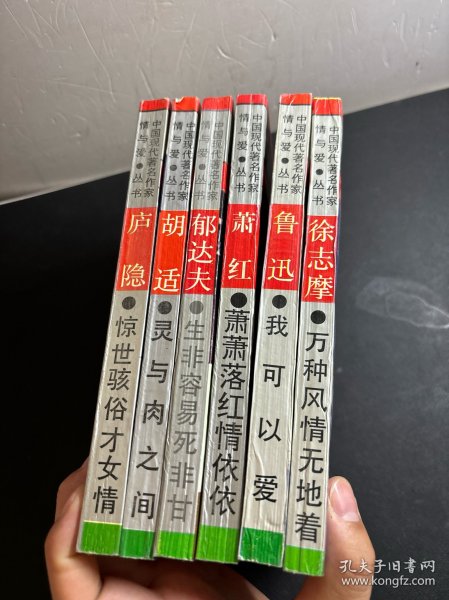 中国现代著名作家
情与爱●丛书
庐隐
●惊世骇俗才女情
中国现代著名作家
情与爱●丛书
胡适
●灵与肉之间
中国现代著名作家
情与爱●丛书
郁达夫
●生非容易死非甘
中国现代著名作家
情与爱●丛书
萧红
●萧萧落红情依依
中国现代著名作家
情与爱●丛书
鲁迅
●我可以爱
中国现代著名作家
情与爱●丛书
徐志摩
●万种风情无地着
孔夫子旧书网
www.kongfz.com